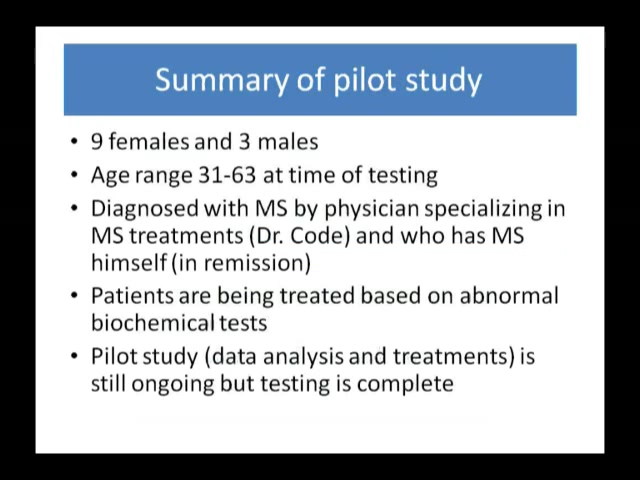 Summary of pilot study
• 9 females and 3 males
• Age range 31-63 at time of testing
• Diagnosed with MS by physician specializing in
MS treatments (Dr. Code) and who has MS
himself (in remission)
• Patients are being treated based on abnormal
biochemical tests
• Pilot study (data analysis and treatments) is
still ongoing but testing is complete